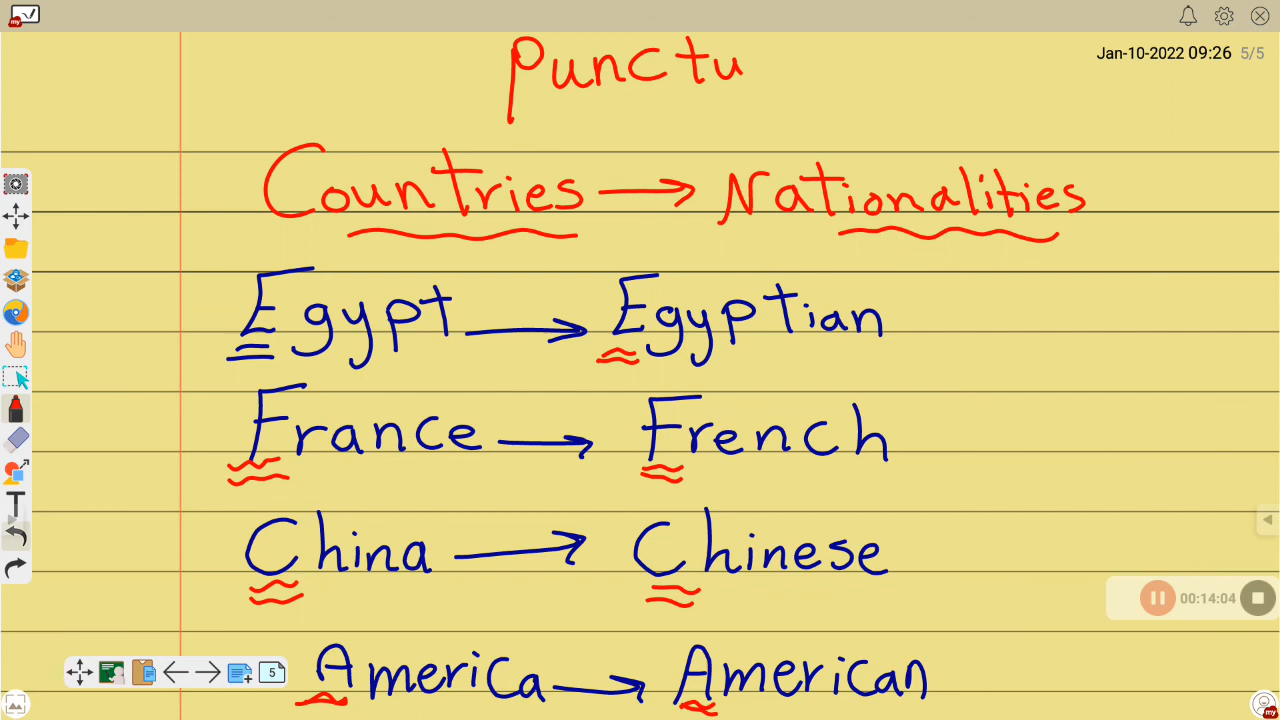 Jan-10-2022 09:26 5/5
Punctu
Countries → Nationalities
Egypt → Egyptian
France → French
China → Chinese
00:14:04
America → American
5